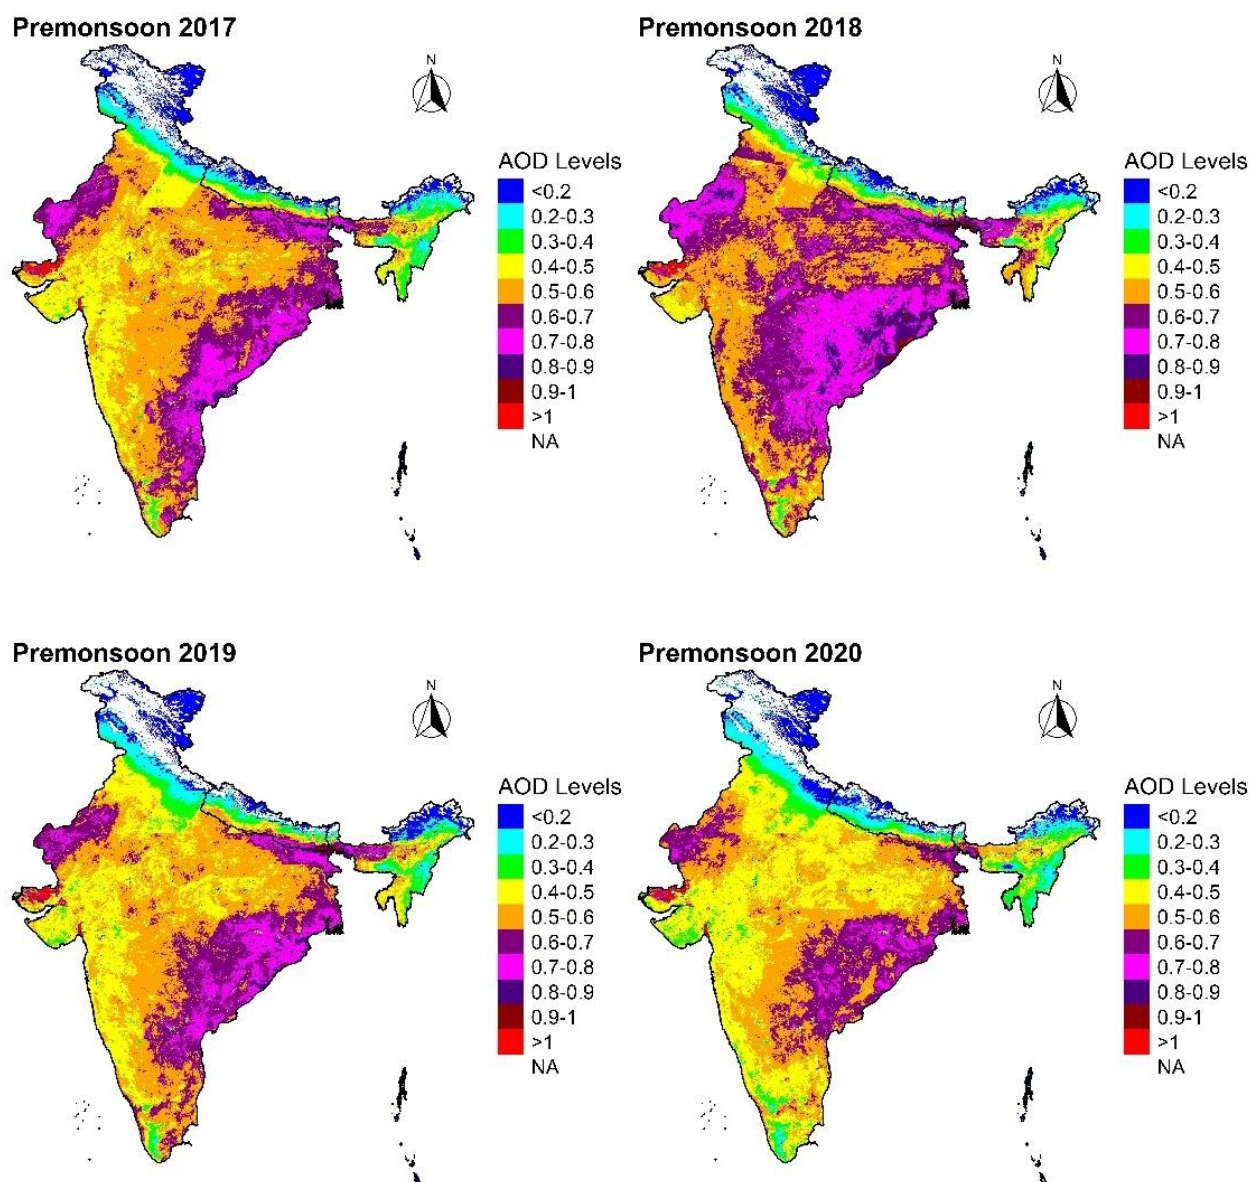 Premonsoon 2017
N
AOD Levels
<0.2
0.2-0.3
0.3-0.4
0.4-0.5
0.5-0.6
0.6-0.7
0.7-0.8
0.8-0.9
0.9-1
>1
NA
Premonsoon 2018
N
AOD Levels
<0.2
0.2-0.3
0.3-0.4
0.4-0.5
0.5-0.6
0.6-0.7
0.7-0.8
0.8-0.9
0.9-1
>1
NA
Premonsoon 2019
N
AOD Levels
<0.2
0.2-0.3
0.3-0.4
0.4-0.5
0.5-0.6
0.6-0.7
0.7-0.8
0.8-0.9
0.9-1
>1
NA
Premonsoon 2020
N
AOD Levels
<0.2
0.2-0.3
0.3-0.4
0.4-0.5
0.5-0.6
0.6-0.7
0.7-0.8
0.8-0.9
0.9-1
>1
NA